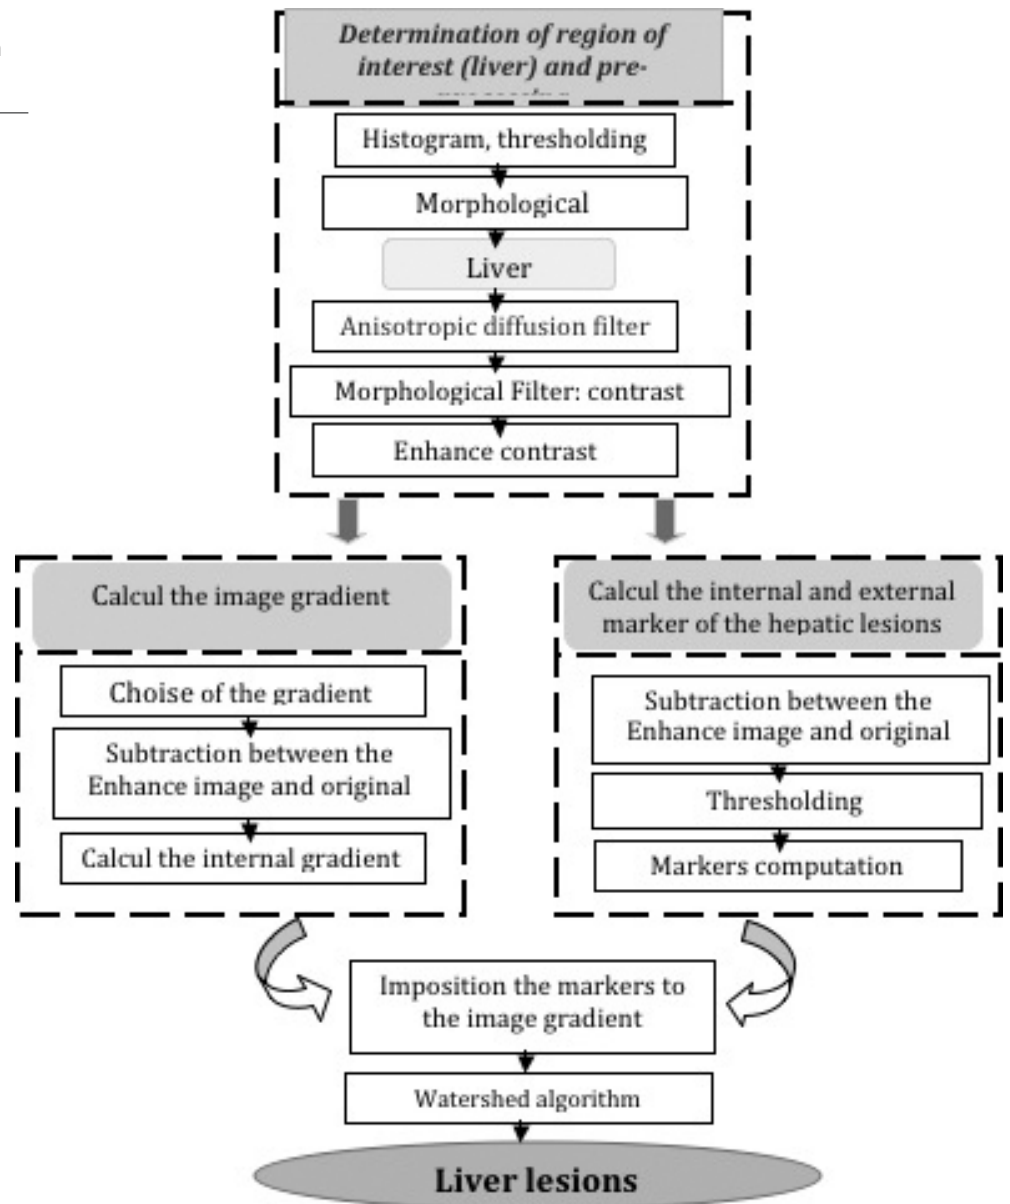 Determination of region of
interest (liver) and pre-
Histogram, thresholding
Morphological
Liver
Anisotropic diffusion filter
Morphological Filter: contrast
Enhance contrast
Calcul the image gradient
Choise of the gradient
Subtraction between the
Enhance image and original
Calcul the internal gradient
Calcul the internal and external
marker of the hepatic lesions
Subtraction between the
Enhance image and original
Thresholding
Markers computation
Imposition the markers to
the image gradient
Watershed algorithm
Liver lesions